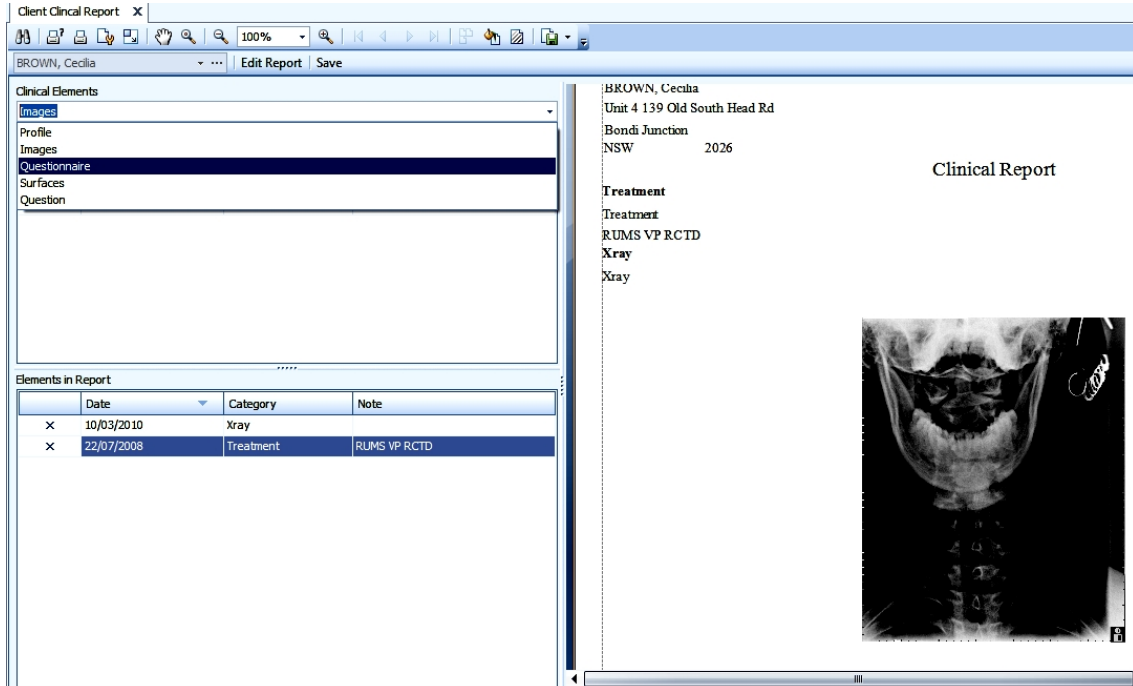 Client Clincal Report X
100%
BROWN, Cecilia ... Edit Report Save
Clinical Elements
Images
Profile
Images
Questionnaire
Surfaces
Question
Elements in Report
Date Category Note
x 10/03/2010 Xray
x 22/07/2008 Treatment RUMS VP RCTD
BROWN, Cecilia
Unit 4 139 Old South Head Rd
Bondi Junction
NSW 2026
Clinical Report
Treatment
Treatment
RUMS VP RCTD
Xray
Xray